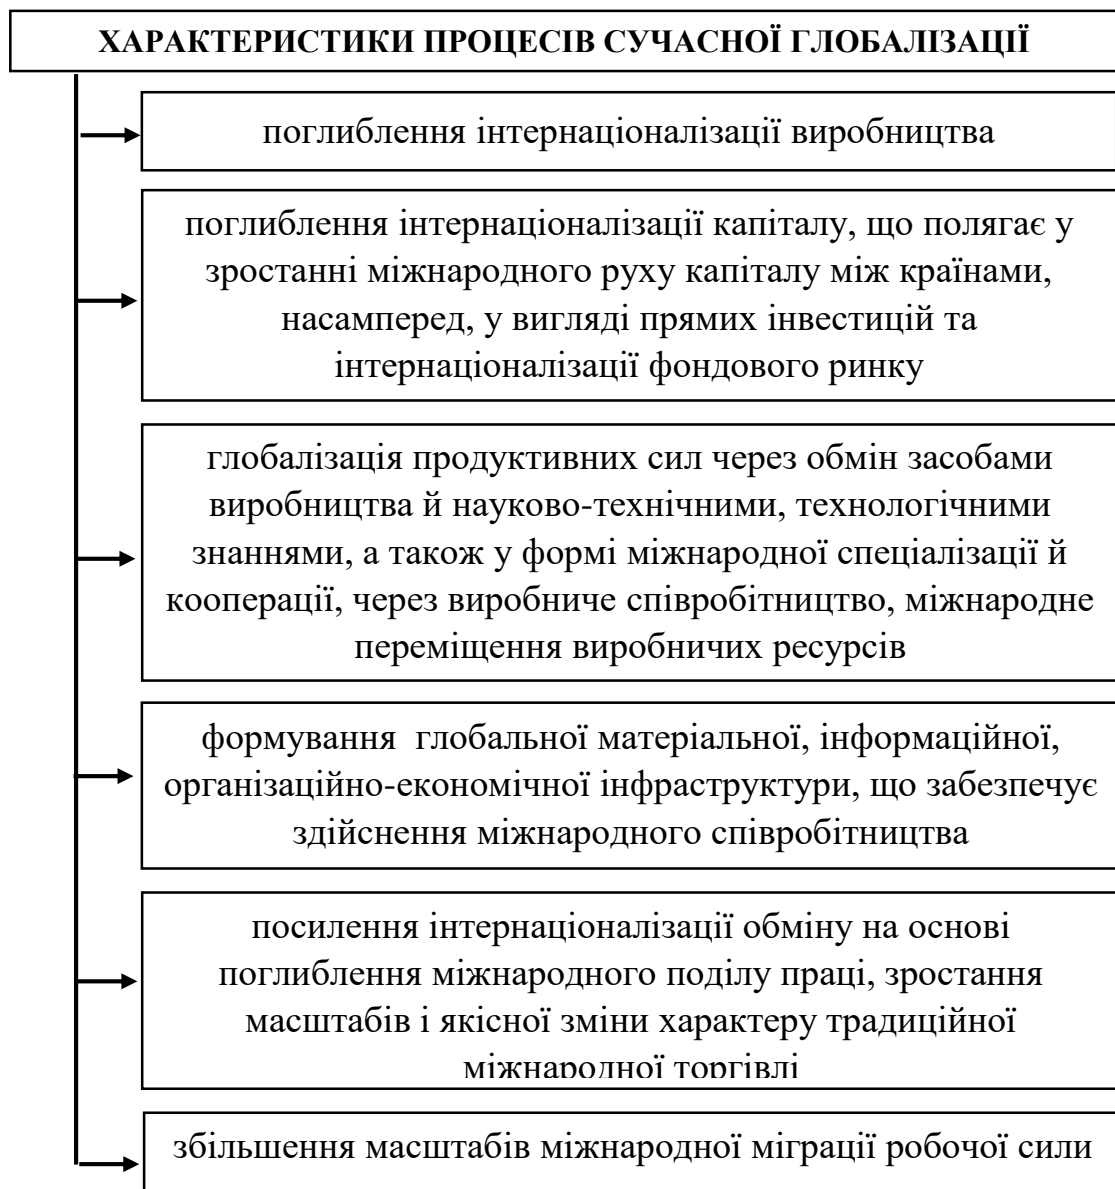 ХАРАКТЕРИСТИКИ ПРОЦЕСІВ СУЧАСНОЇ ГЛОБАЛІЗАЦІЇ
поглиблення інтернаціоналізації виробництва
поглиблення інтернаціоналізації капіталу, що полягає у
зростанні міжнародного руху капіталу між країнами,
насамперед, у вигляді прямих інвестицій та
інтернаціоналізації фондового ринку
глобалізація продуктивних сил через обмін засобами
виробництва й науково-технічними, технологічними
знаннями, а також у формі міжнародної спеціалізації й
кооперації, через виробниче співробітництво, міжнародне
переміщення виробничих ресурсів
формування глобальної матеріальної, інформаційної,
організаційно-економічної інфраструктури, що забезпечує
здійснення міжнародного співробітництва
посилення інтернаціоналізації обміну на основі
поглиблення міжнародного поділу праці, зростання
масштабів і якісної зміни характеру традиційної
міжнародної торгівлі
збільшення масштабів міжнародної міграції робочої сили